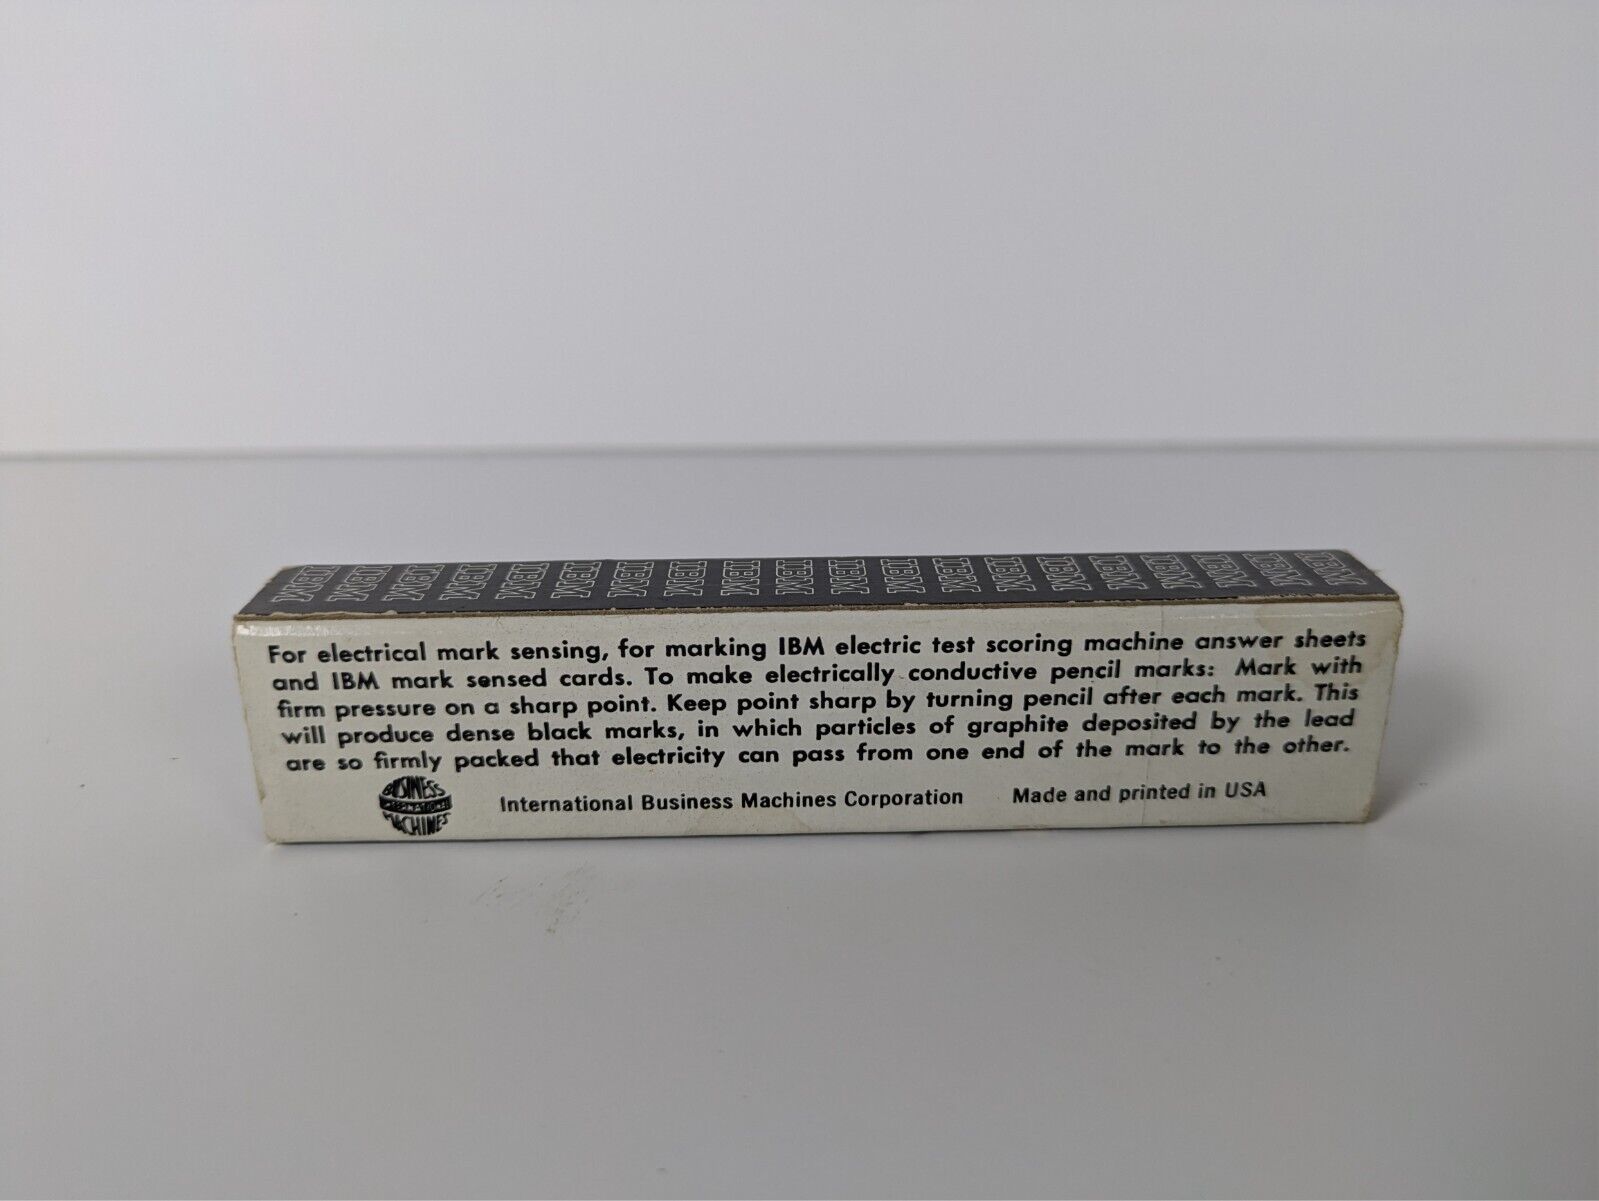 IBM IBM IBM IBM IBM IBM IBM IBM IBM IBM IBM IBM IBM IBM IBM IBM IBM IBM IBM IBM
For electrical mark sensing, for marking IBM electric test scoring machine answer sheets
and IBM mark sensed cards. To make electrically conductive pencil marks: Mark with
firm pressure on a sharp point. Keep point sharp by turning pencil after each mark. This
will produce dense black marks, in which particles of graphite deposited by the lead
are so firmly packed that electricity can pass from one end of the mark to the other.
BUSINESS
MACHINES
International Business Machines Corporation Made and printed in USA